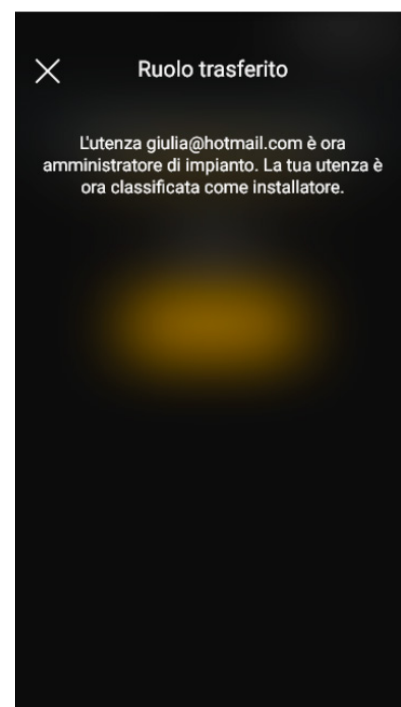 Ruolo trasferito
L'utenza giulia@hotmail.com è ora
amministratore di impianto. La tua utenza è
ora classificata come installatore.